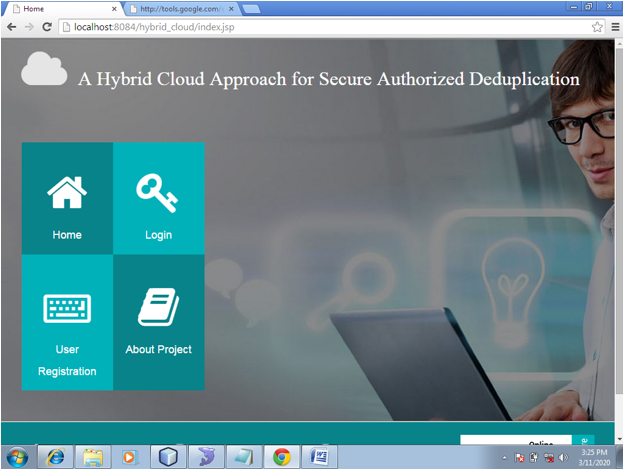 Home
http://tools.google.com/
localhost:8084/hybrid_cloud/index.jsp
A Hybrid Cloud Approach for Secure Authorized Deduplication
Home
Login
User
Registration
About Project
Online
3:25 PM
3/11/2020